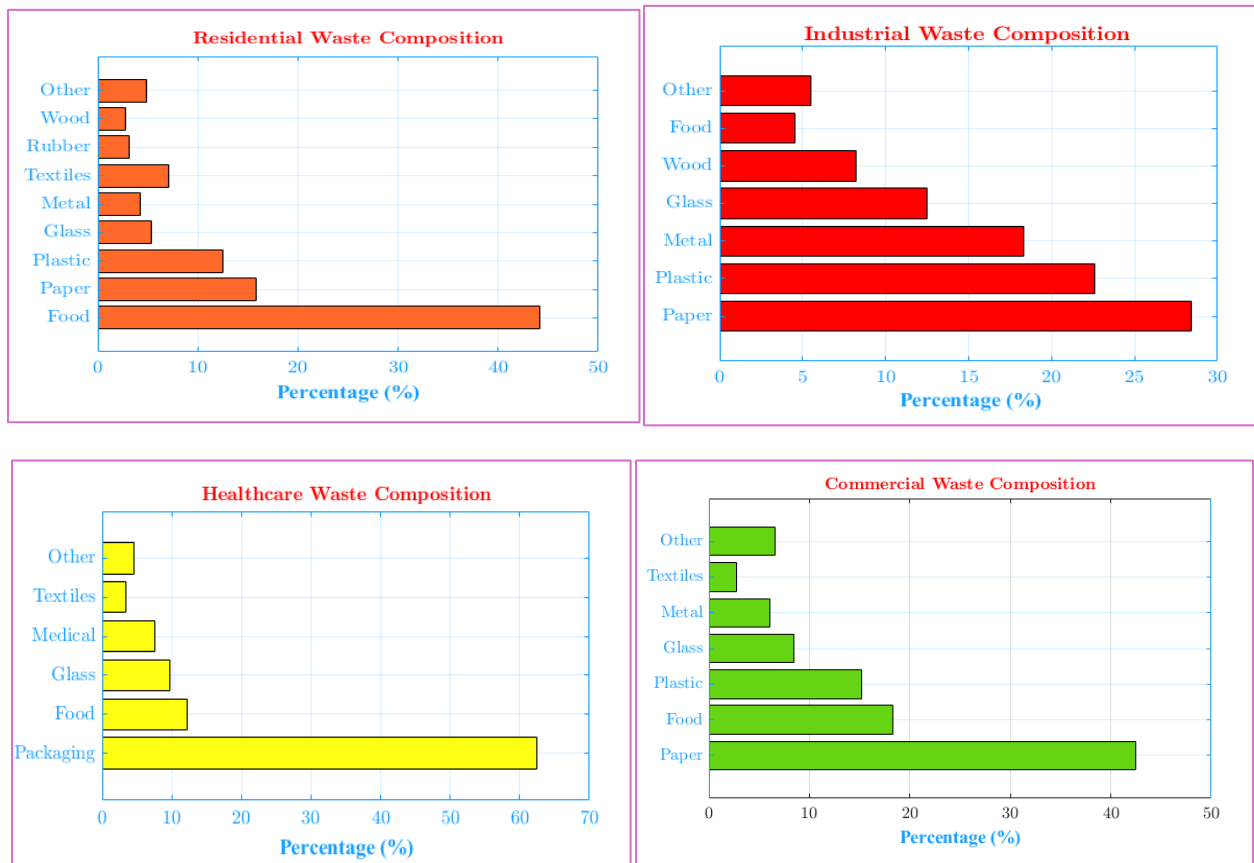 Residential Waste Composition
Other
Wood
Rubber
Textiles
Metal
Glass
Plastic
Paper
Food
0 10 20 30 40 50
Percentage (%)
Industrial Waste Composition
Other
Food
Wood
Glass
Metal
Plastic
Paper
0 5 10 15 20 25 30
Percentage (%)
Healthcare Waste Composition
Other
Textiles
Medical
Glass
Food
Packaging
0 10 20 30 40 50 60 70
Percentage (%)
Commercial Waste Composition
Other
Textiles
Metal
Glass
Plastic
Food
Paper
0 10 20 30 40 50
Percentage (%)